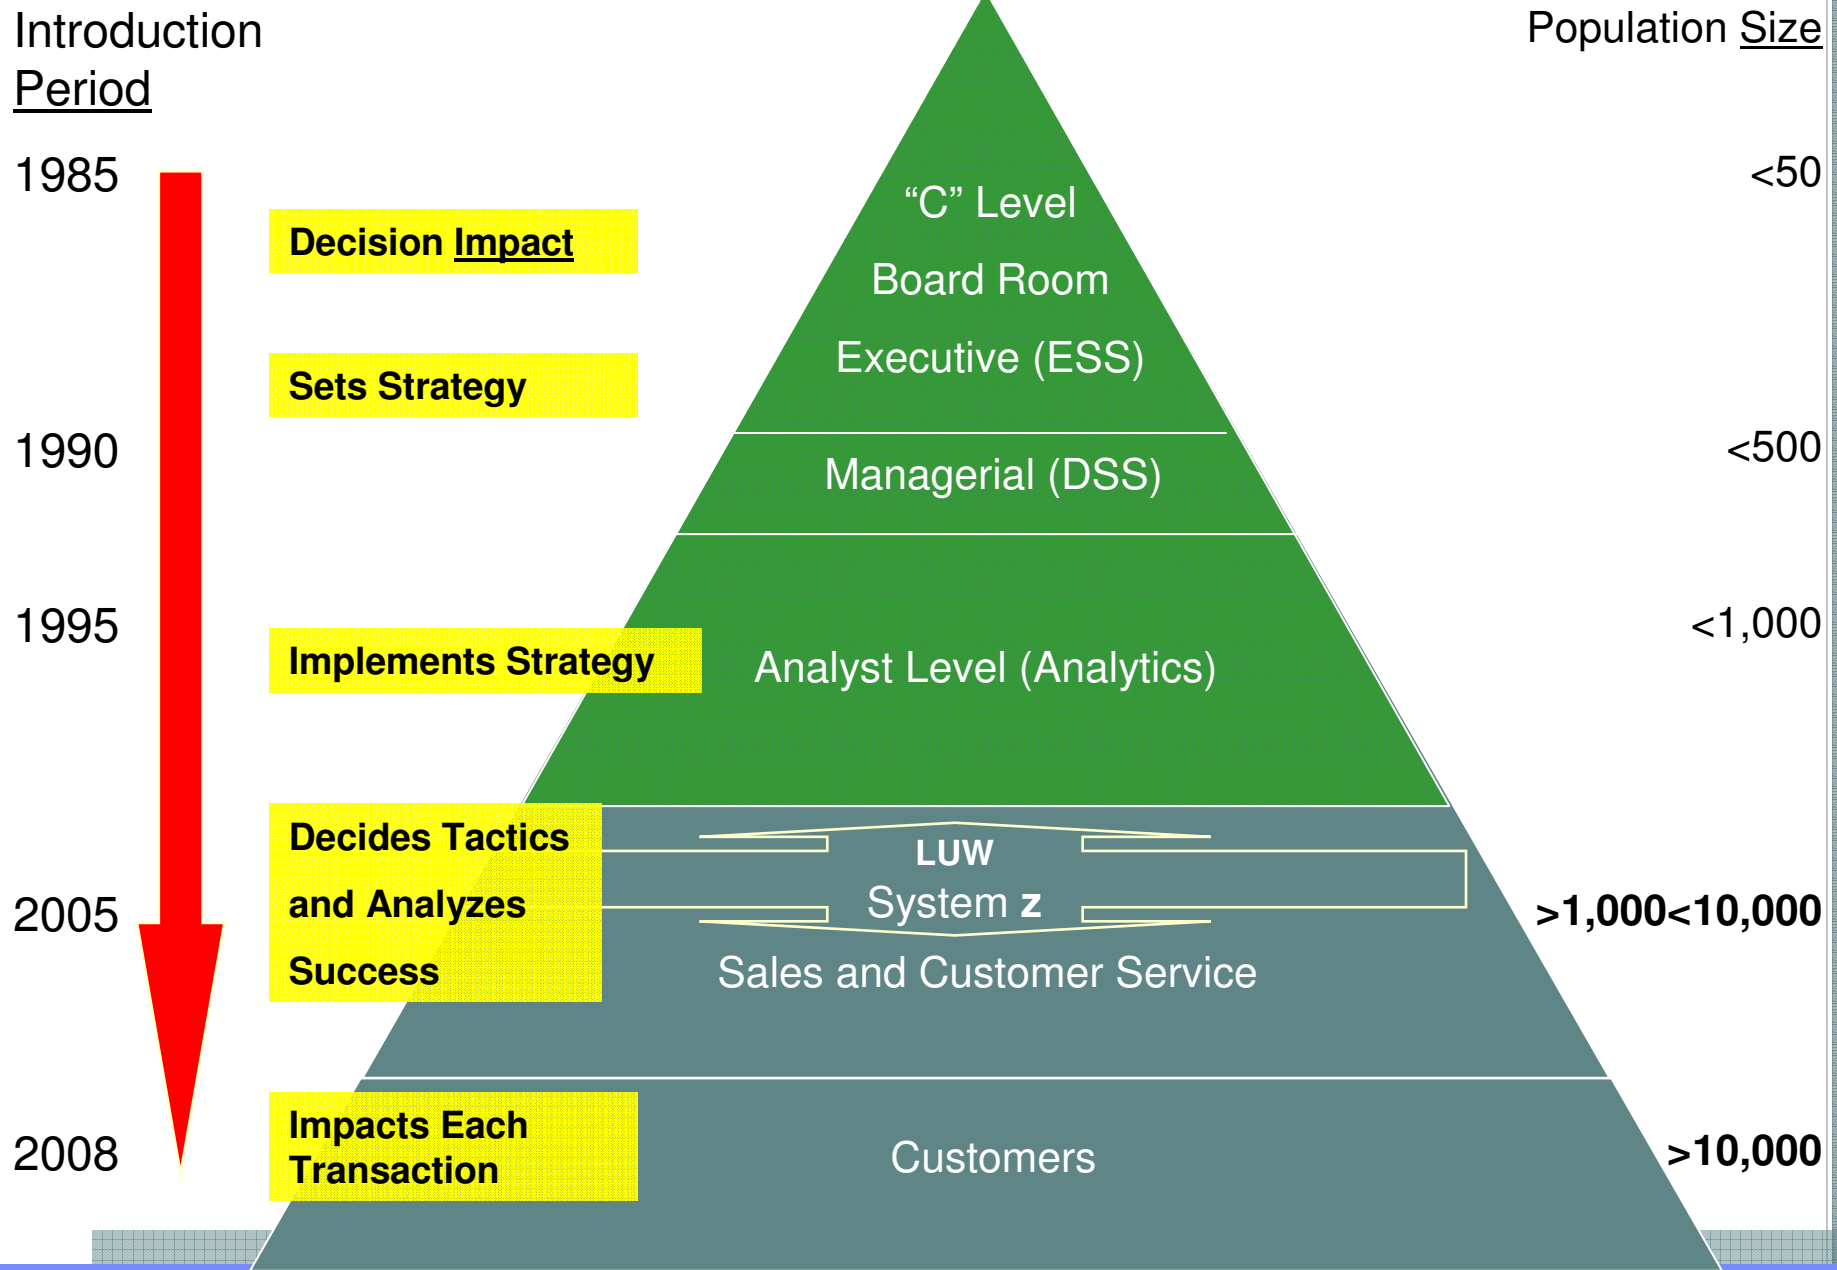 Introduction
Period
Population Size
1985
<50
“C” Level
Decision Impact
Board Room
Executive (ESS)
Sets Strategy
1990
<500
Managerial (DSS)
1995
<1,000
Implements Strategy
Analyst Level (Analytics)
Decides Tactics
and Analyzes
Success
LUW
System z
2005
>1,000<10,000
Sales and Customer Service
Impacts Each
Transaction
2008
Customers
>10,000